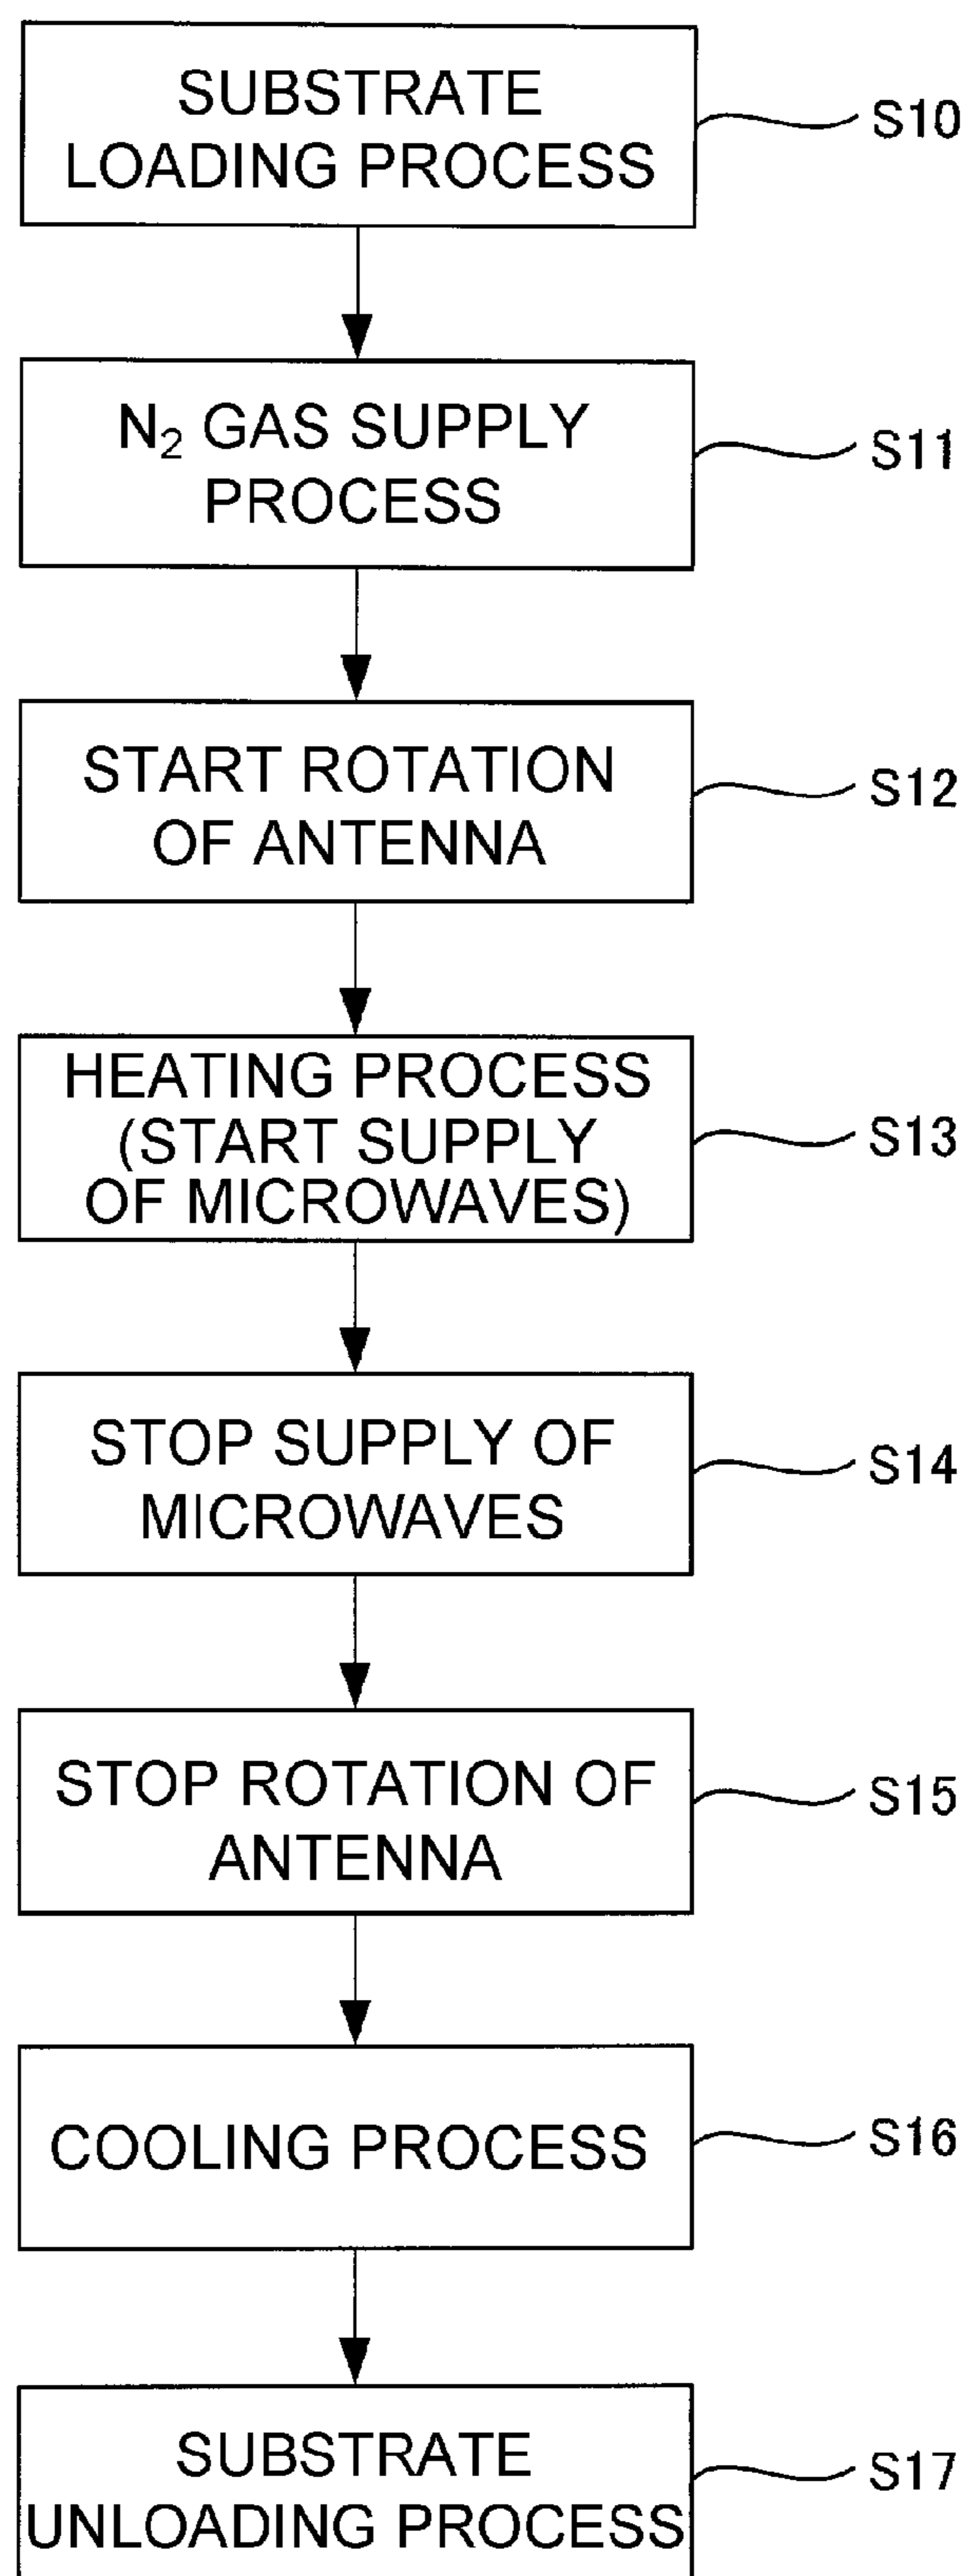 SUBSTRATE
LOADING PROCESS
S10
N₂ GAS SUPPLY
PROCESS
S11
START ROTATION
OF ANTENNA
S12
HEATING PROCESS
(START SUPPLY
OF MICROWAVES)
S13
STOP SUPPLY OF
MICROWAVES
S14
STOP ROTATION OF
ANTENNA
S15
COOLING PROCESS
S16
SUBSTRATE
UNLOADING PROCESS
S17